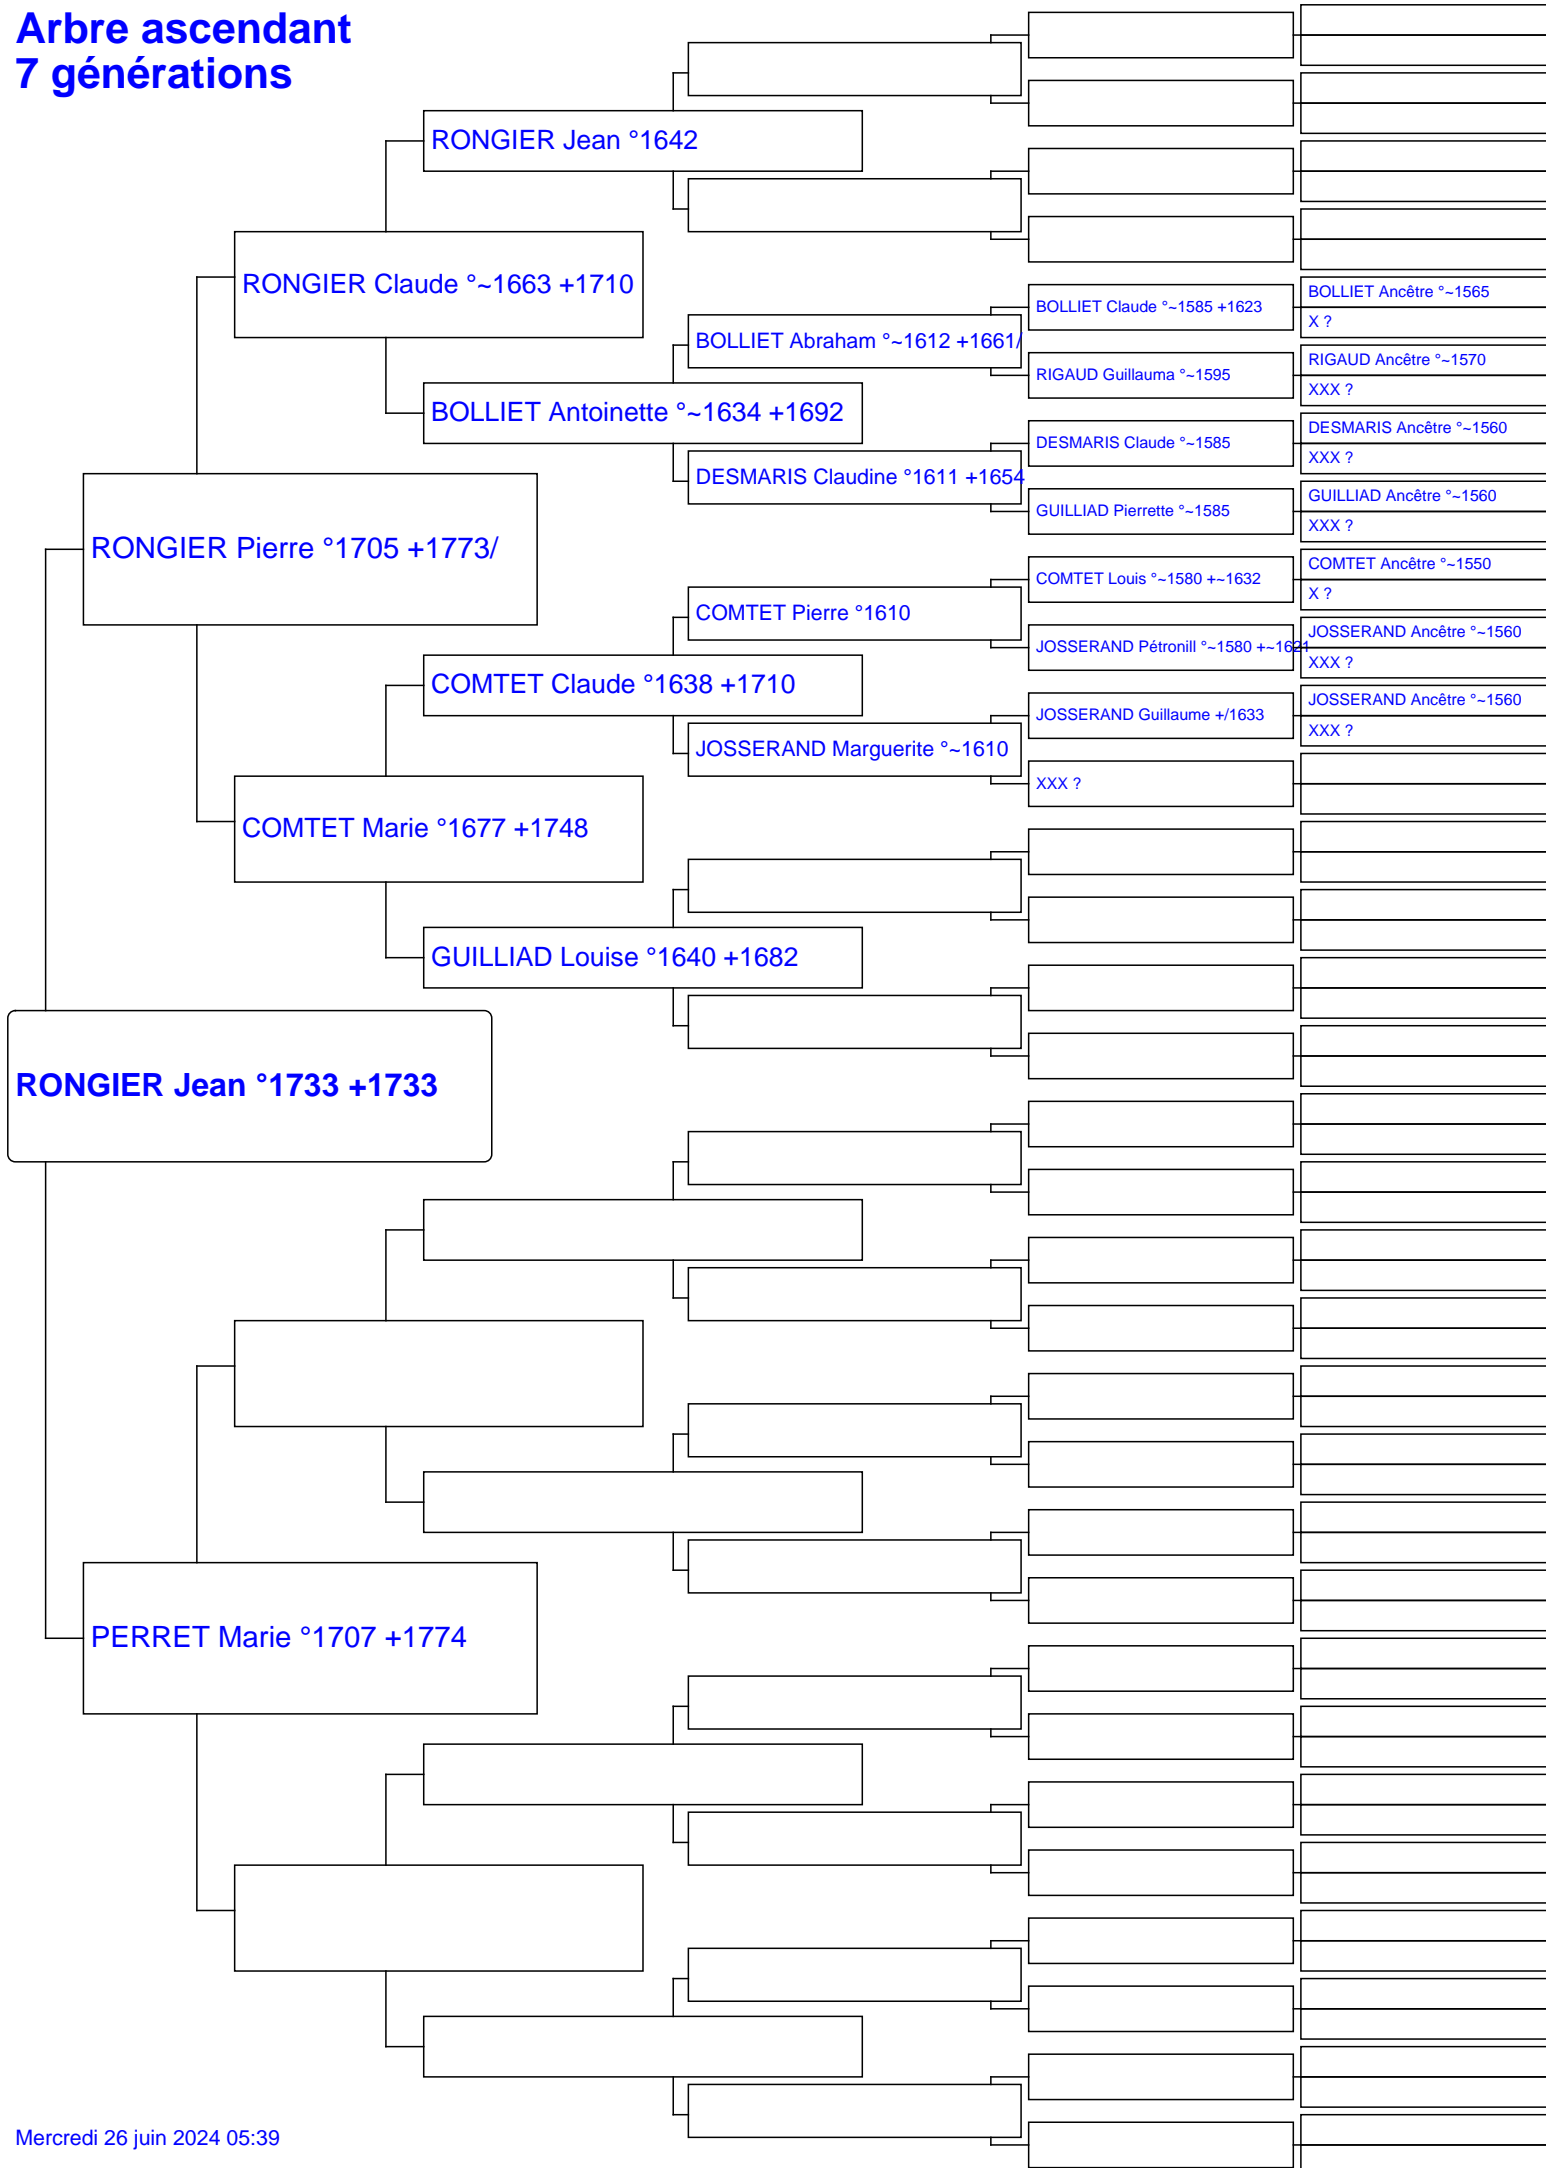 Arbre ascendant
7 générations
RONGIER Jean °1642
RONGIER Claude °~1663 +1710
BOLLIET Ancêtre °~1565
BOLLIET Claude °~1585 +1623
X ?
BOLLIET Abraham °~1612 +1661/
RIGAUD Ancêtre °~1570
RIGAUD Guillauma °~1595
XXX ?
BOLLIET Antoinette °~1634 +1692
DESMARIS Ancêtre °~1560
DESMARIS Claude °~1585
XXX ?
DESMARIS Claudine °1611 +1654
GUILLIAD Ancêtre °~1560
GUILLIAD Pierrette °~1585
XXX ?
RONGIER Pierre °1705 +1773/
COMTET Ancêtre °~1550
COMTET Louis °~1580 +~1632
X ?
COMTET Pierre °1610
JOSSERAND Ancêtre °~1560
JOSSERAND Pétronill °~1580 +~1621
XXX ?
COMTET Claude °1638 +1710
JOSSERAND Ancêtre °~1560
JOSSERAND Guillaume +/1633
XXX ?
JOSSERAND Marguerite °~1610
XXX ?
COMTET Marie °1677 +1748
GUILLIAD Louise °1640 +1682
RONGIER Jean °1733 +1733
PERRET Marie °1707 +1774
Mercredi 26 juin 2024 05:39